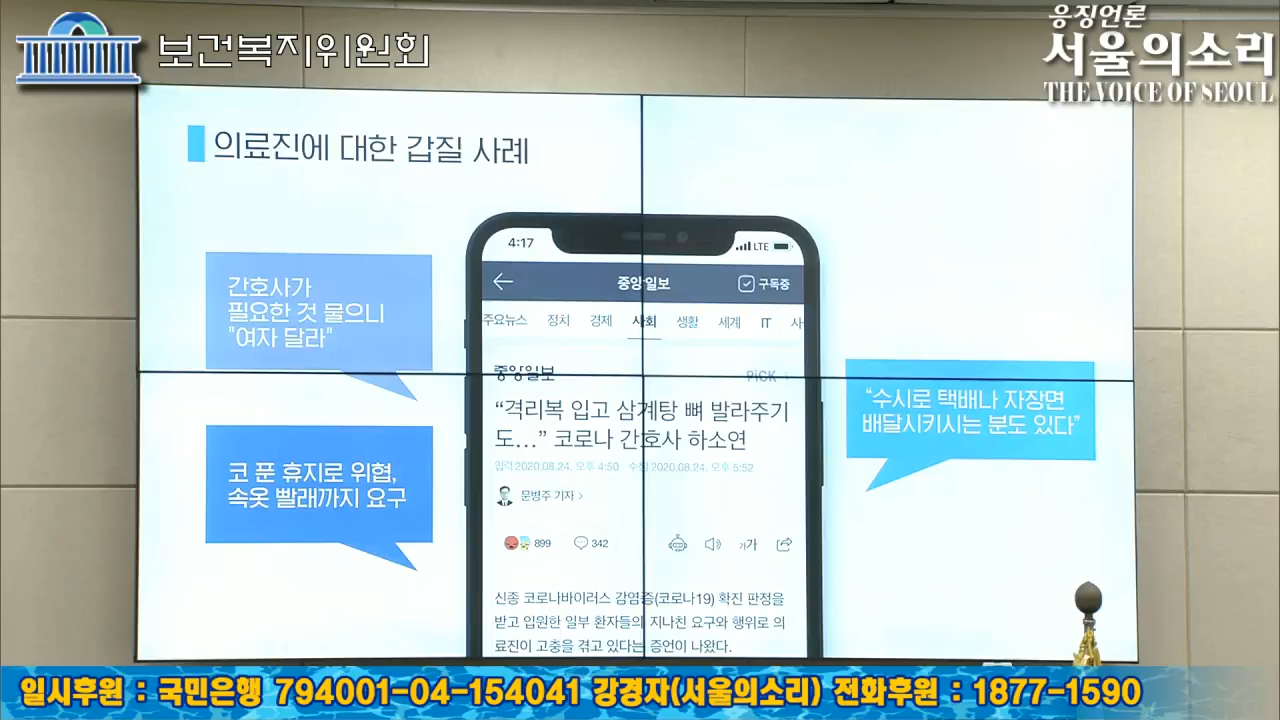 보건복지위원회
응징언론
서울의소리
THE VOICE OF SEOUL
의료진에 대한 갑질 사례
간호사가
필요한 것 물으니
"여자 달라"
코 푼 휴지로 위협,
속옷 빨래까지 요구
4:17
LTE
중앙일보
구독중
주요뉴스 정치 경제 사회 생활 세계 IT 사
중앙일보
PiCK
“격리복 입고 삼계탕 뼈 발라주기
도…” 코로나 간호사 하소연
입력 2020.08.24. 오후 4:50 수정 2020.08.24. 오후 5:52
문병주 기자 >
899 342 가가
신종 코로나바이러스 감염증(코로나19) 확진 판정을
받고 입원한 일부 환자들의 지나친 요구와 행위로 의
료진이 고충을 겪고 있다는 증언이 나왔다.
“수시로 택배나 자장면
배달시키시는 분도 있다”
일시후원 : 국민은행 794001-04-154041 강경자(서울의소리) 전화후원 : 1877-1590